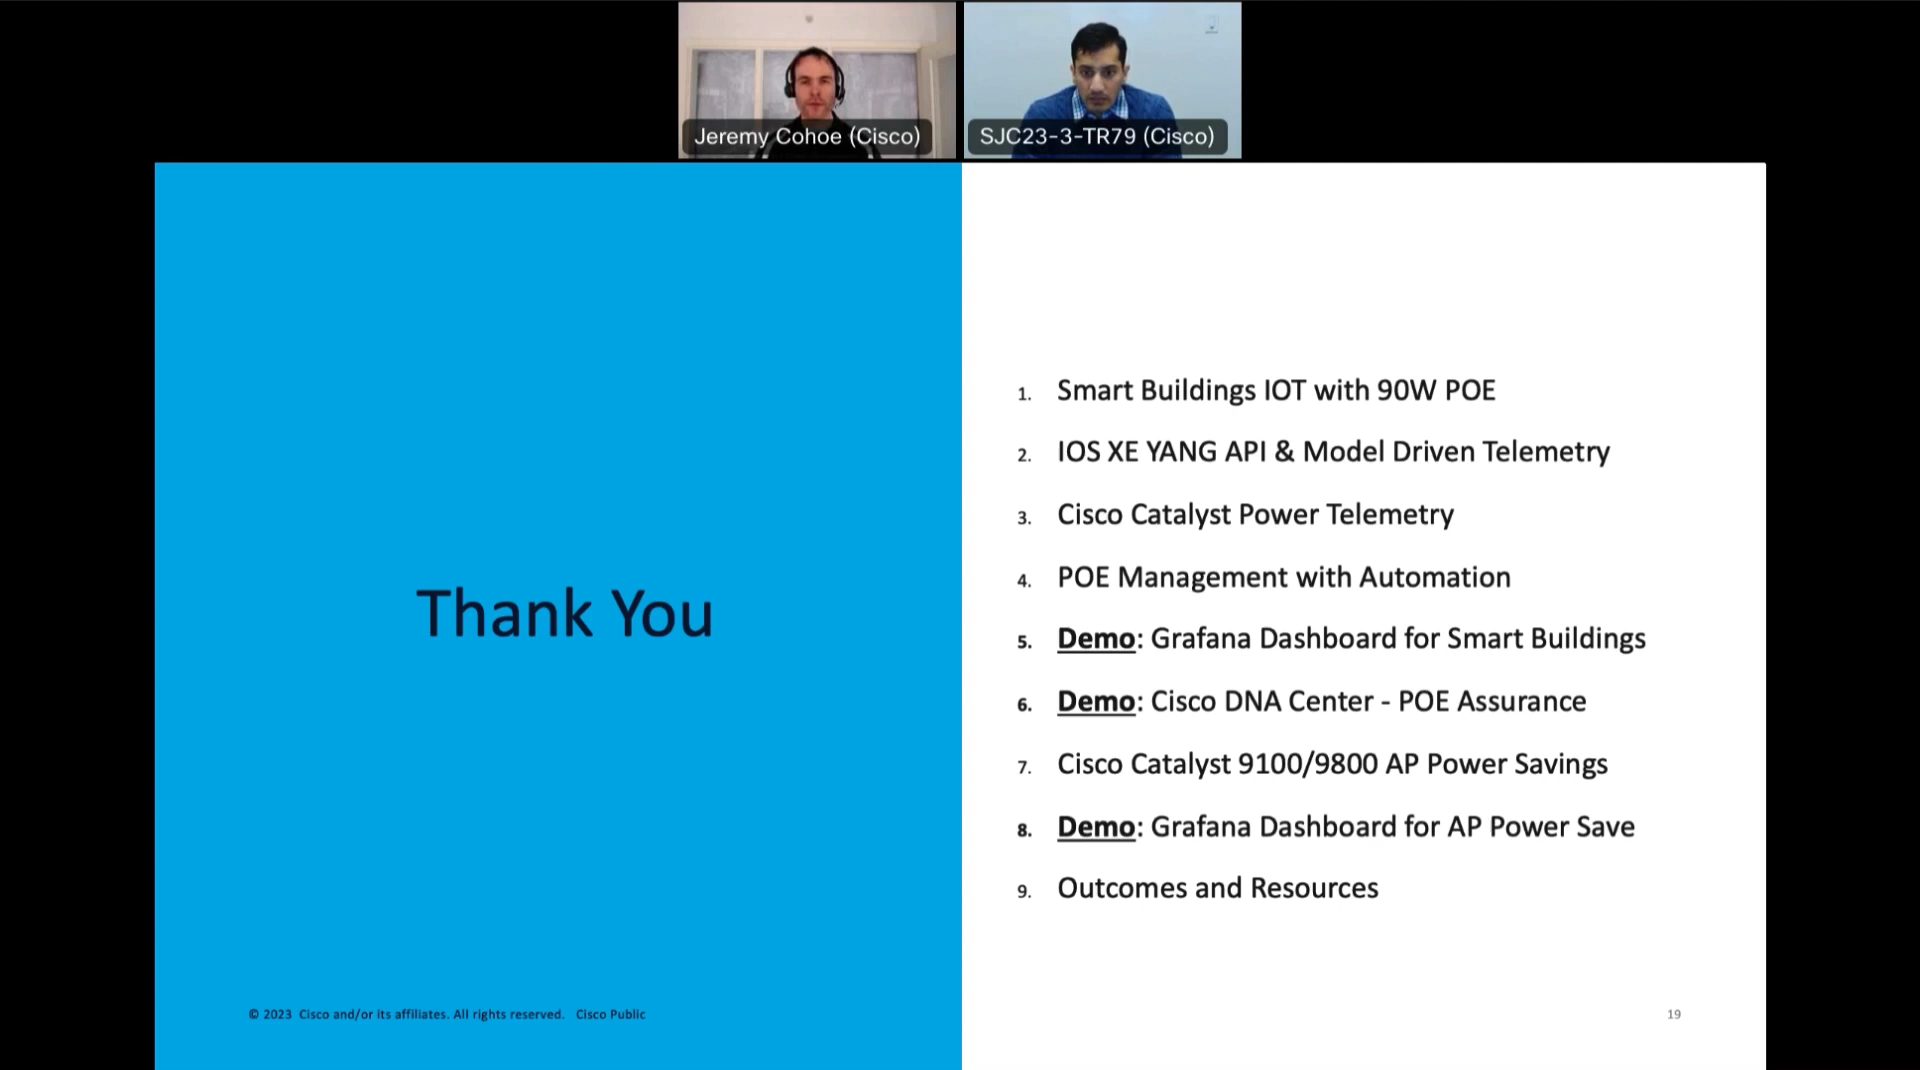 Jeremy Cohoe (Cisco)
SJC23-3-TR79 (Cisco)
Thank You
1. Smart Buildings IOT with 90W POE
2. IOS XE YANG API & Model Driven Telemetry
3. Cisco Catalyst Power Telemetry
4. POE Management with Automation
5. Demo: Grafana Dashboard for Smart Buildings
6. Demo: Cisco DNA Center - POE Assurance
7. Cisco Catalyst 9100/9800 AP Power Savings
8. Demo: Grafana Dashboard for AP Power Save
9. Outcomes and Resources
© 2023 Cisco and/or its affiliates. All rights reserved. Cisco Public
19